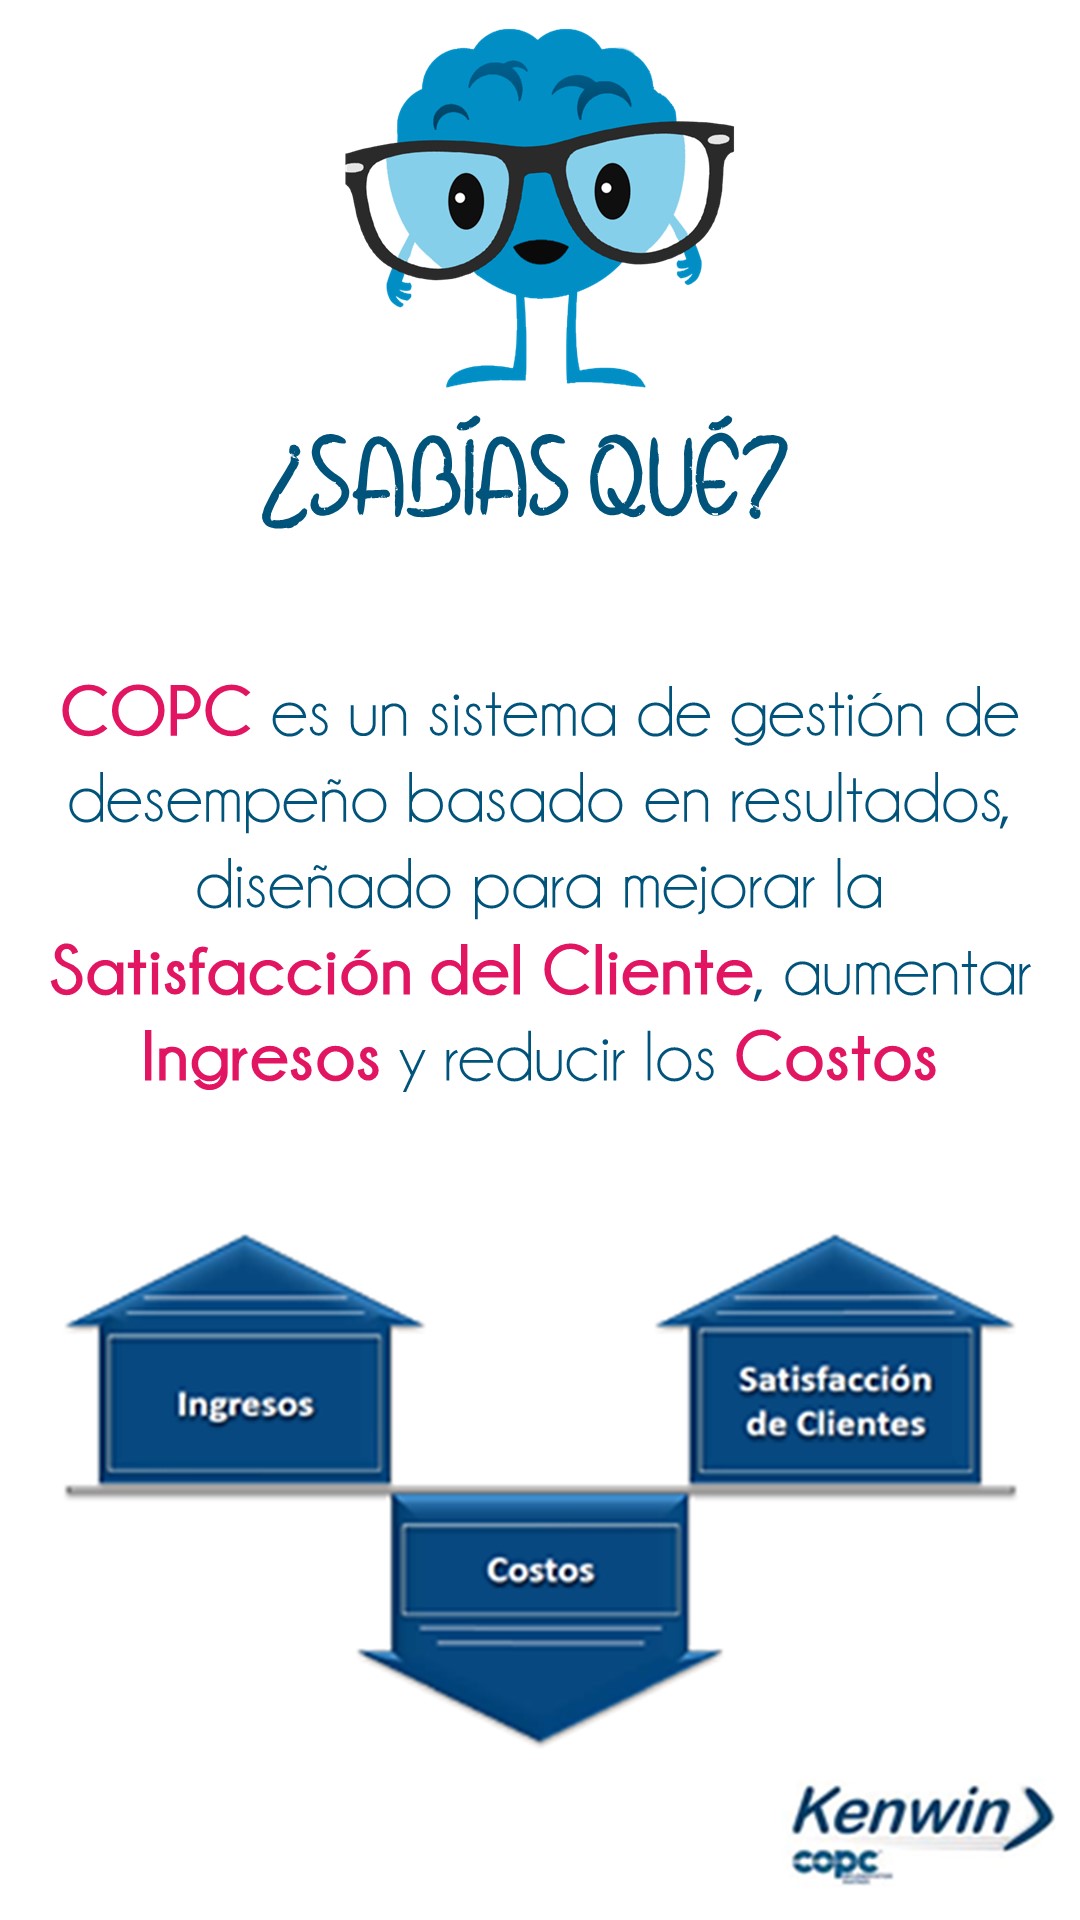 ¿SABÍAS QUÉ?
COPC es un sistema de gestión de
desempeño basado en resultados,
diseñado para mejorar la
Satisfacción del Cliente, aumentar
Ingresos y reducir los Costos
Ingresos
Satisfacción
de Clientes
Costos
Kenwin
copc